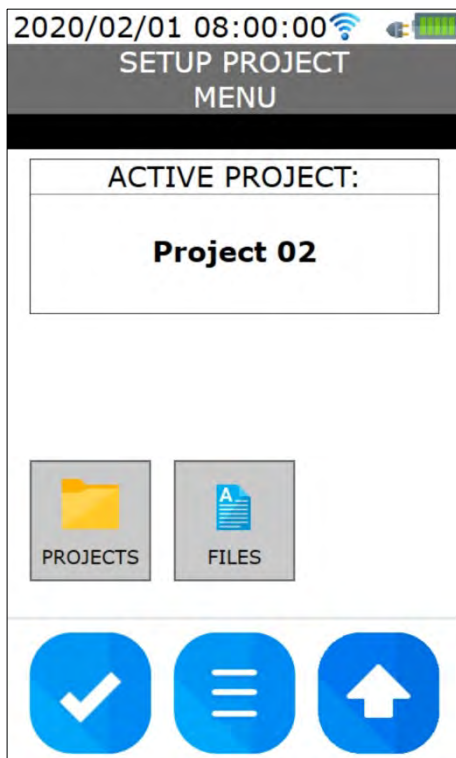 2020/02/01 08:00:00
SETUP PROJECT
MENU
ACTIVE PROJECT:
Project 02
PROJECTS
FILES